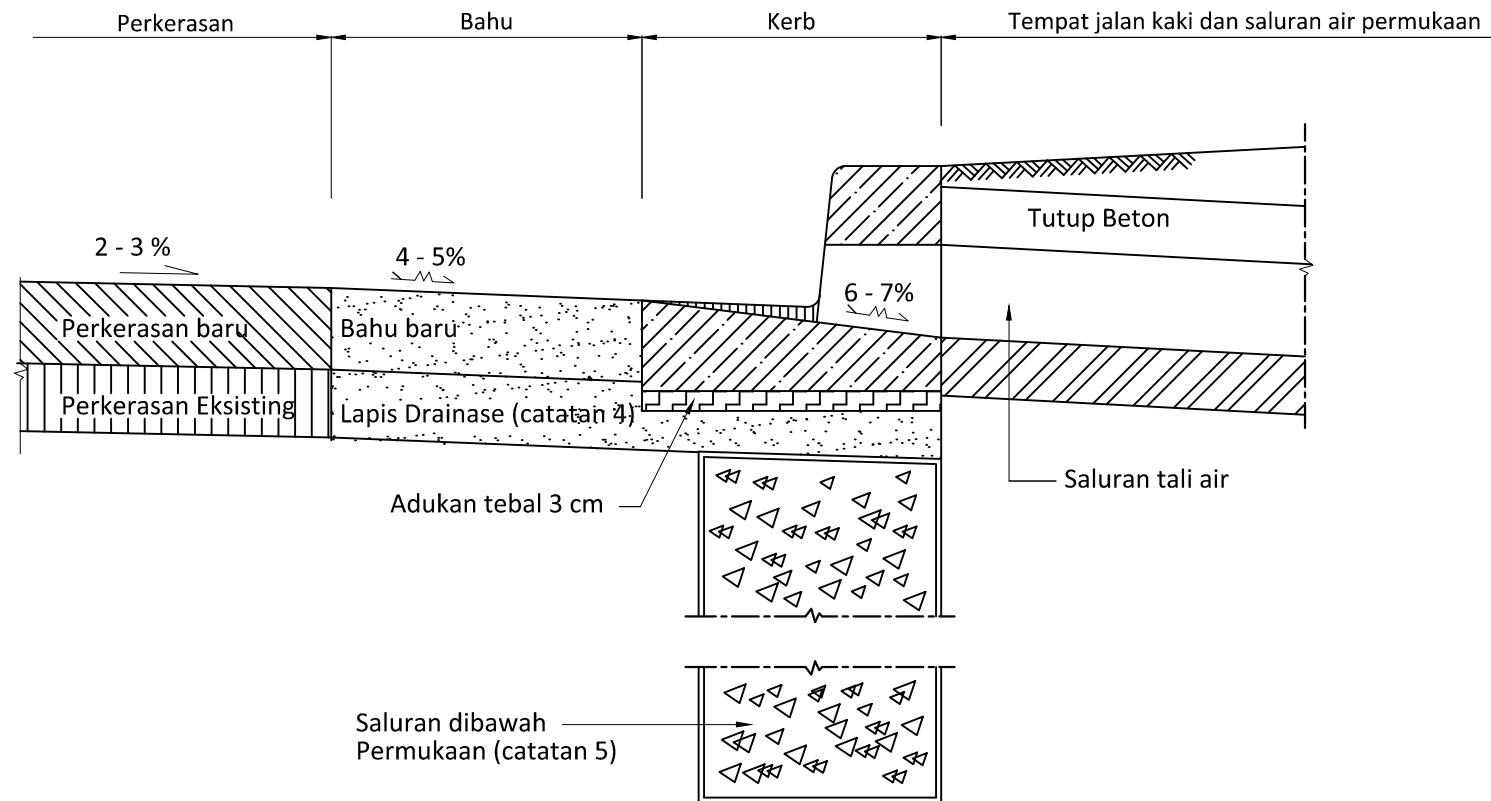 Perkerasan
Bahu
Kerb
Tempat jalan kaki dan saluran air permukaan
Tutup Beton
2 - 3 %
4 - 5%
6 - 7%
Perkerasan baru
Bahu baru
Perkerasan Eksisting
Lapis Drainase (catatan 4)
Adukan tebal 3 cm
Saluran tali air
Saluran dibawah
Permukaan (catatan 5)